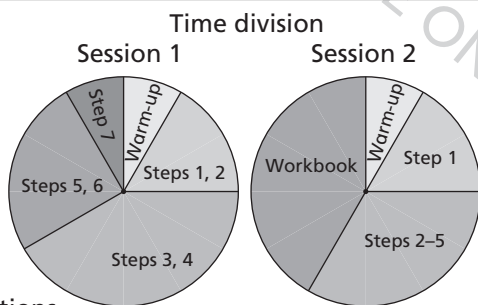 Time division
Session 1
Session 2
Step 7
Warm-up
Steps 1, 2
Steps 5, 6
Steps 3, 4
Warm-up
Step 1
Workbook
Steps 2–5